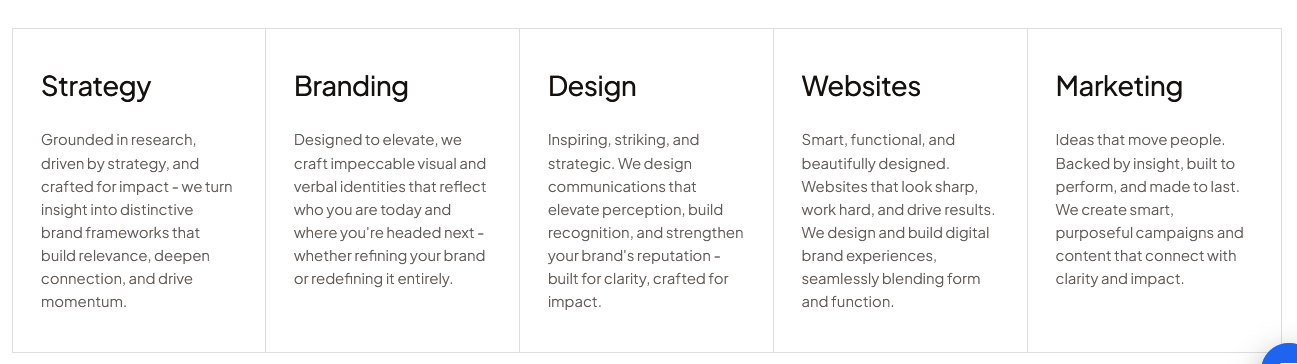 Strategy
Grounded in research,
driven by strategy, and
crafted for impact - we turn
insight into distinctive
brand frameworks that
build relevance, deepen
connection, and drive
momentum.
Branding
Designed to elevate, we
craft impeccable visual and
verbal identities that reflect
who you are today and
where you're headed next -
whether refining your brand
or redefining it entirely.
Design
Inspiring, striking, and
strategic. We design
communications that
elevate perception, build
recognition, and strengthen
your brand's reputation -
built for clarity, crafted for
impact.
Websites
Smart, functional, and
beautifully designed.
Websites that look sharp,
work hard, and drive results.
We design and build digital
brand experiences,
seamlessly blending form
and function.
Marketing
Ideas that move people.
Backed by insight, built to
perform, and made to last.
We create smart,
purposeful campaigns and
content that connect with
clarity and impact.